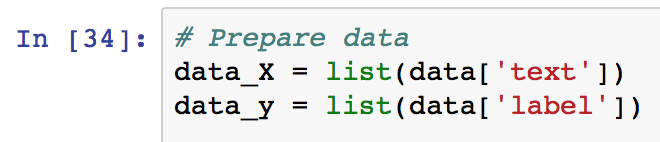 In [34]: # Prepare data
data_X = list(data['text'])
data_y = list(data['label'])